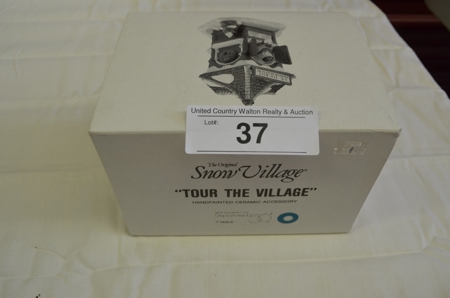 United Country Walton Realty & Auction
Lot#:
37
The Original
Snow Village
"TOUR THE VILLAGE"
HANDPAINTED CERAMIC ACCESSORY